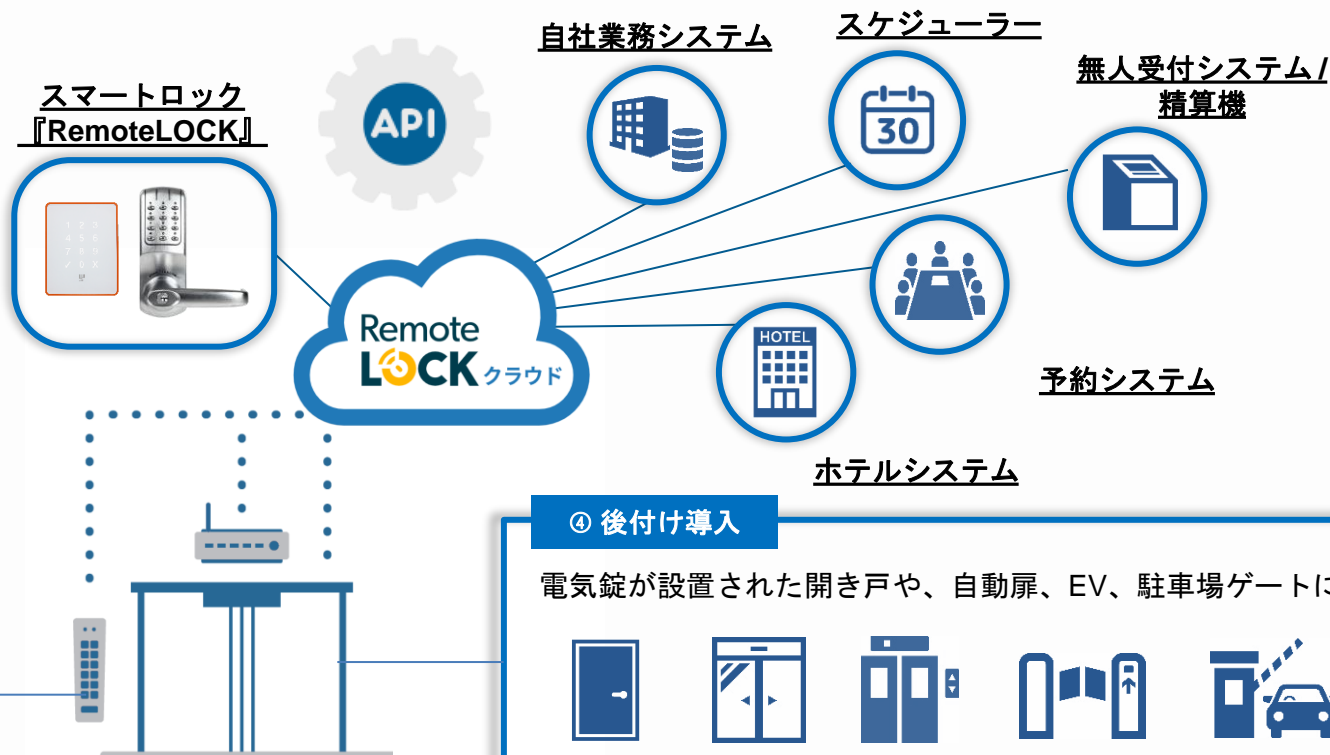 自社業務システム
スケジューラー
無人受付システム/
精算機
スマートロック
『RemoteLOCK』
API
30
Remote
LOCK クラウド
HOTEL
予約システム
ホテルシステム
④ 後付け導入
電気錠が設置された開き戸や、自動扉、EV、駐車場ゲートに